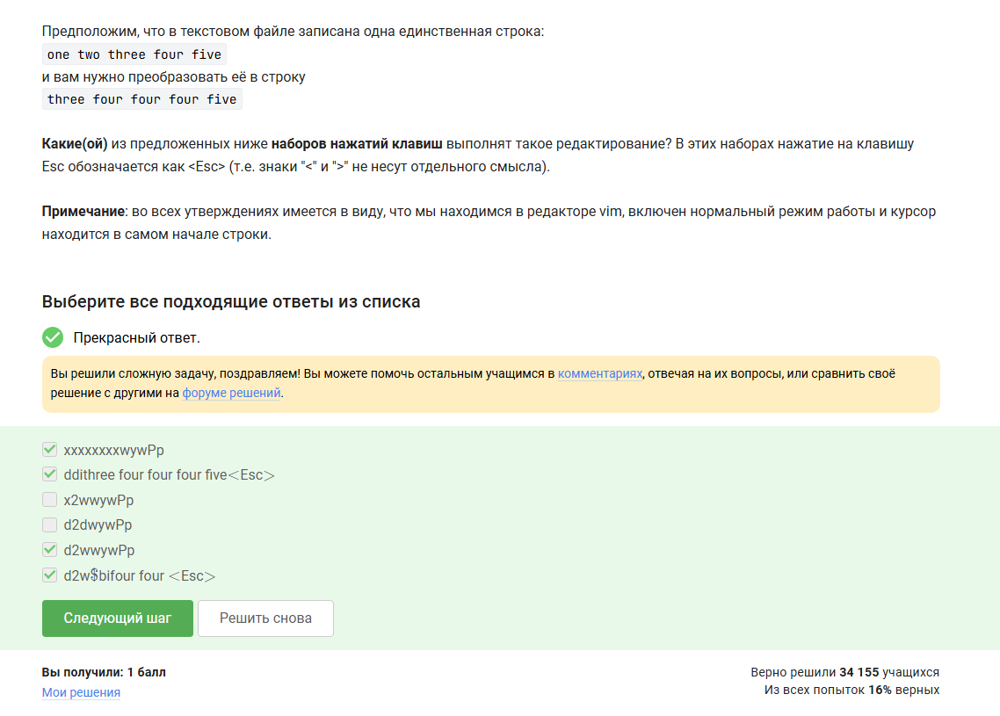 Предположим, что в текстовом файле записана одна единственная строка:
one two three four five
и вам нужно преобразовать её в строку
three four four four five
Какие(ой) из предложенных ниже наборов нажатий клавиш выполнят такое редактирование? В этих наборах нажатие на клавишу
Esc обозначается как <Esc> (т.е. знаки "<" и ">" не несут отдельного смысла).
Примечание: во всех утверждениях имеется в виду, что мы находимся в редакторе vim, включен нормальный режим работы и курсор
находится в самом начале строки.
Выберите все подходящие ответы из списка
Прекрасный ответ.
Вы решили сложную задачу, поздравляем! Вы можете помочь остальным учащимся в комментариях, отвечая на их вопросы, или сравнить своё
решение с другими на форуме решений.
xxxxxxxxwywPp
ddithree four four four five<Esc>
x2wwywPp
d2dwywPp
d2wwywPp
d2w$bifour four <Esc>
Следующий шаг
Решить снова
Вы получили: 1 балл
Верно решили 34 155 учащихся
Мои решения
Из всех попыток 16% верных